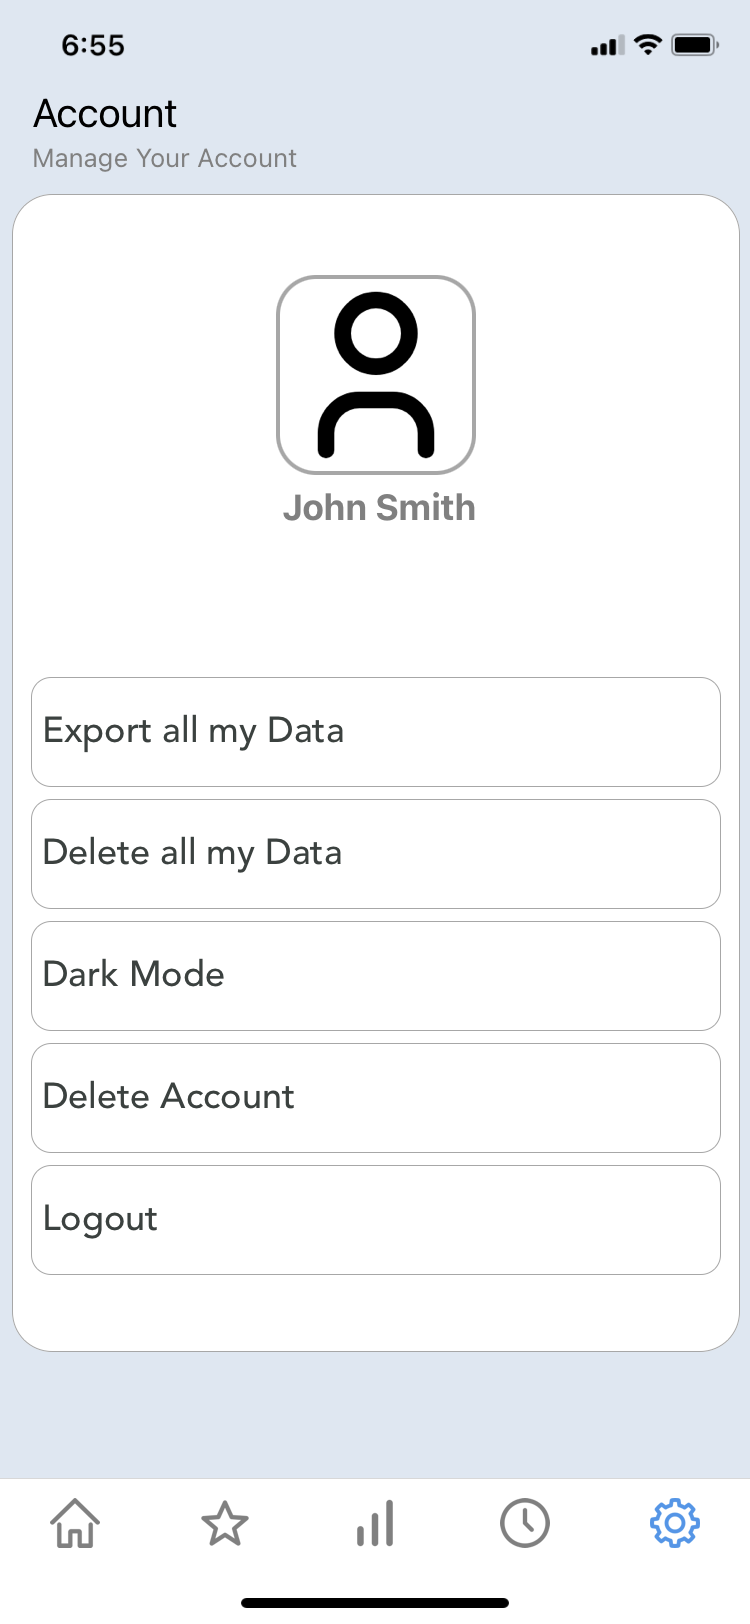 6:55
Account
Manage Your Account
John Smith
Export all my Data
Delete all my Data
Dark Mode
Delete Account
Logout